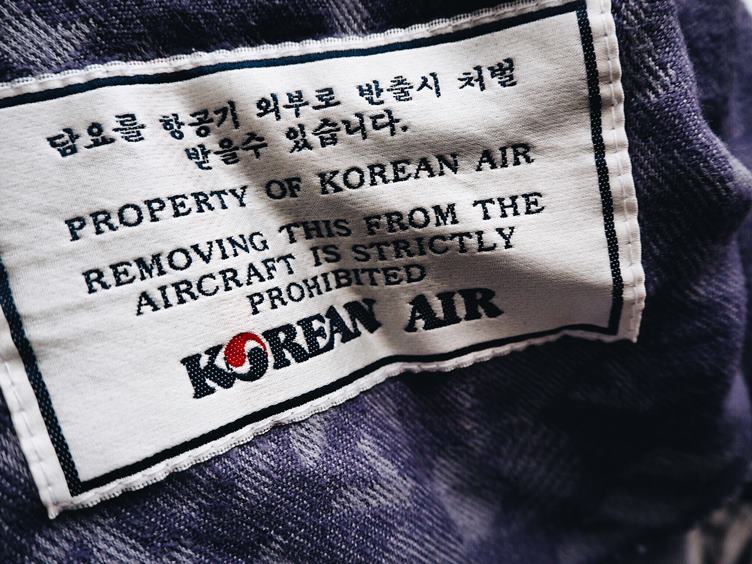 담요를 항공기 외부로 반출시 처벌
받을수 있습니다.
PROPERTY OF KOREAN AIR
REMOVING THIS FROM THE
AIRCRAFT IS STRICTLY
PROHIBITED
KOREAN AIR